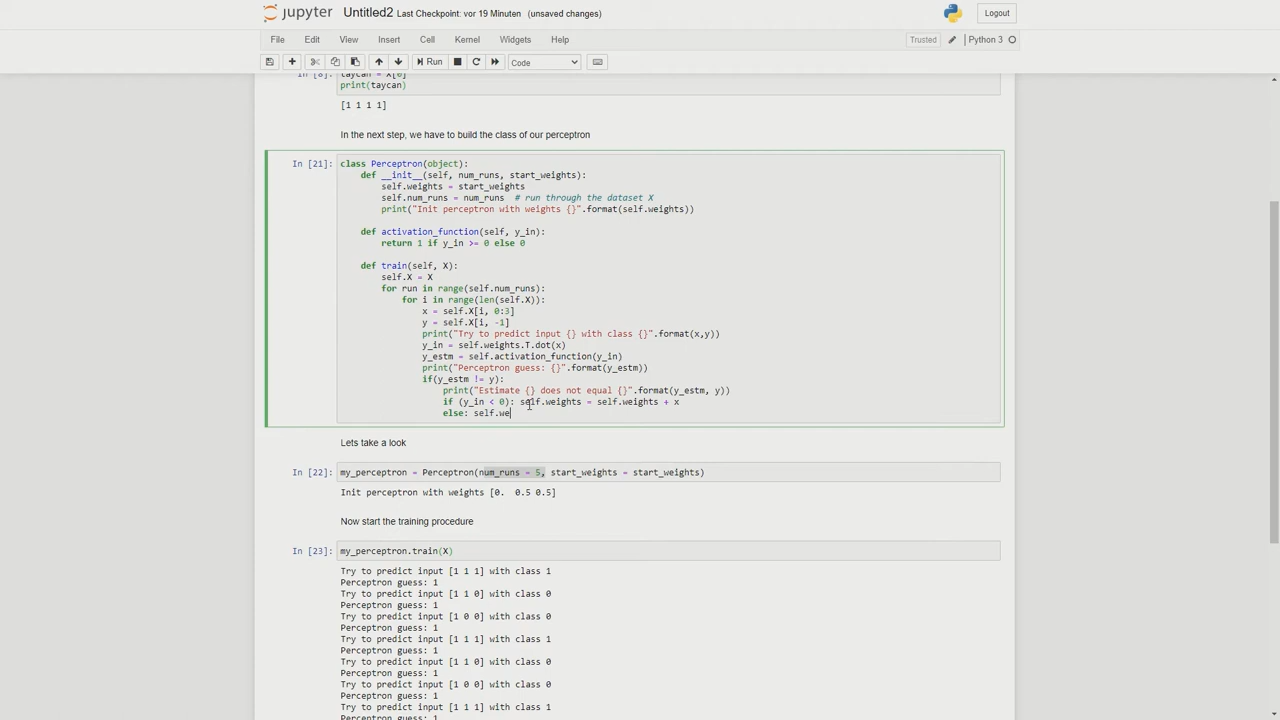 jupyter Untitled2 Last Checkpoint: vor 19 Minuten (unsaved changes) Logout
File Edit View Insert Cell Kernel Widgets Help Trusted Python 3
Run Code
In [8]: taycan = X[0]
print(taycan)
[1 1 1 1]
In the next step, we have to build the class of our perceptron
In [21]: class Perceptron(object):
def __init__(self, num_runs, start_weights):
self.weights = start_weights
self.num_runs = num_runs # run through the dataset X
print("Init perceptron with weights {}".format(self.weights))
def activation_function(self, y_in):
return 1 if y_in >= 0 else 0
def train(self, X):
self.X = X
for run in range(self.num_runs):
for i in range(len(self.X)):
x = self.X[i, 0:3]
y = self.X[i, -1]
print("Try to predict input {} with class {}".format(x,y))
y_in = self.weights.T.dot(x)
y_estm = self.activation_function(y_in)
print("Perceptron guess: {}".format(y_estm))
if(y_estm != y):
print("Estimate {} does not equal {}".format(y_estm, y))
if (y_in < 0): self.weights = self.weights + x
else: self.we
Lets take a look
In [22]: my_perceptron = Perceptron(num_runs = 5, start_weights = start_weights)
Init perceptron with weights [0. 0.5 0.5]
Now start the training procedure
In [23]: my_perceptron.train(X)
Try to predict input [1 1 1] with class 1
Perceptron guess: 1
Try to predict input [1 1 0] with class 0
Perceptron guess: 1
Try to predict input [1 0 0] with class 0
Perceptron guess: 1
Try to predict input [1 1 1] with class 1
Perceptron guess: 1
Try to predict input [1 1 0] with class 0
Perceptron guess: 1
Try to predict input [1 0 0] with class 0
Perceptron guess: 1
Try to predict input [1 1 1] with class 1
Perceptron guess: 1